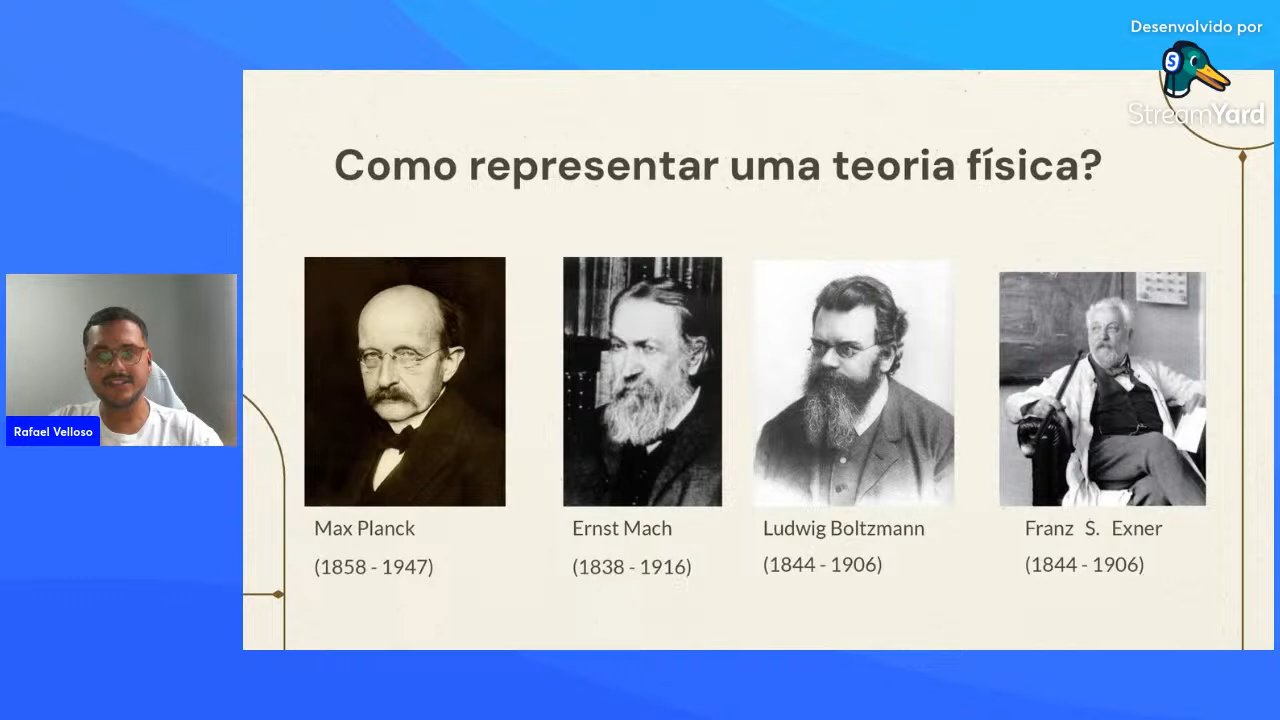 Desenvolvido por
S
StreamYard
Como representar uma teoria física?
Rafael Velloso
Max Planck
(1858 - 1947)
Ernst Mach
(1838 - 1916)
Ludwig Boltzmann
(1844 - 1906)
Franz S. Exner
(1844 - 1906)